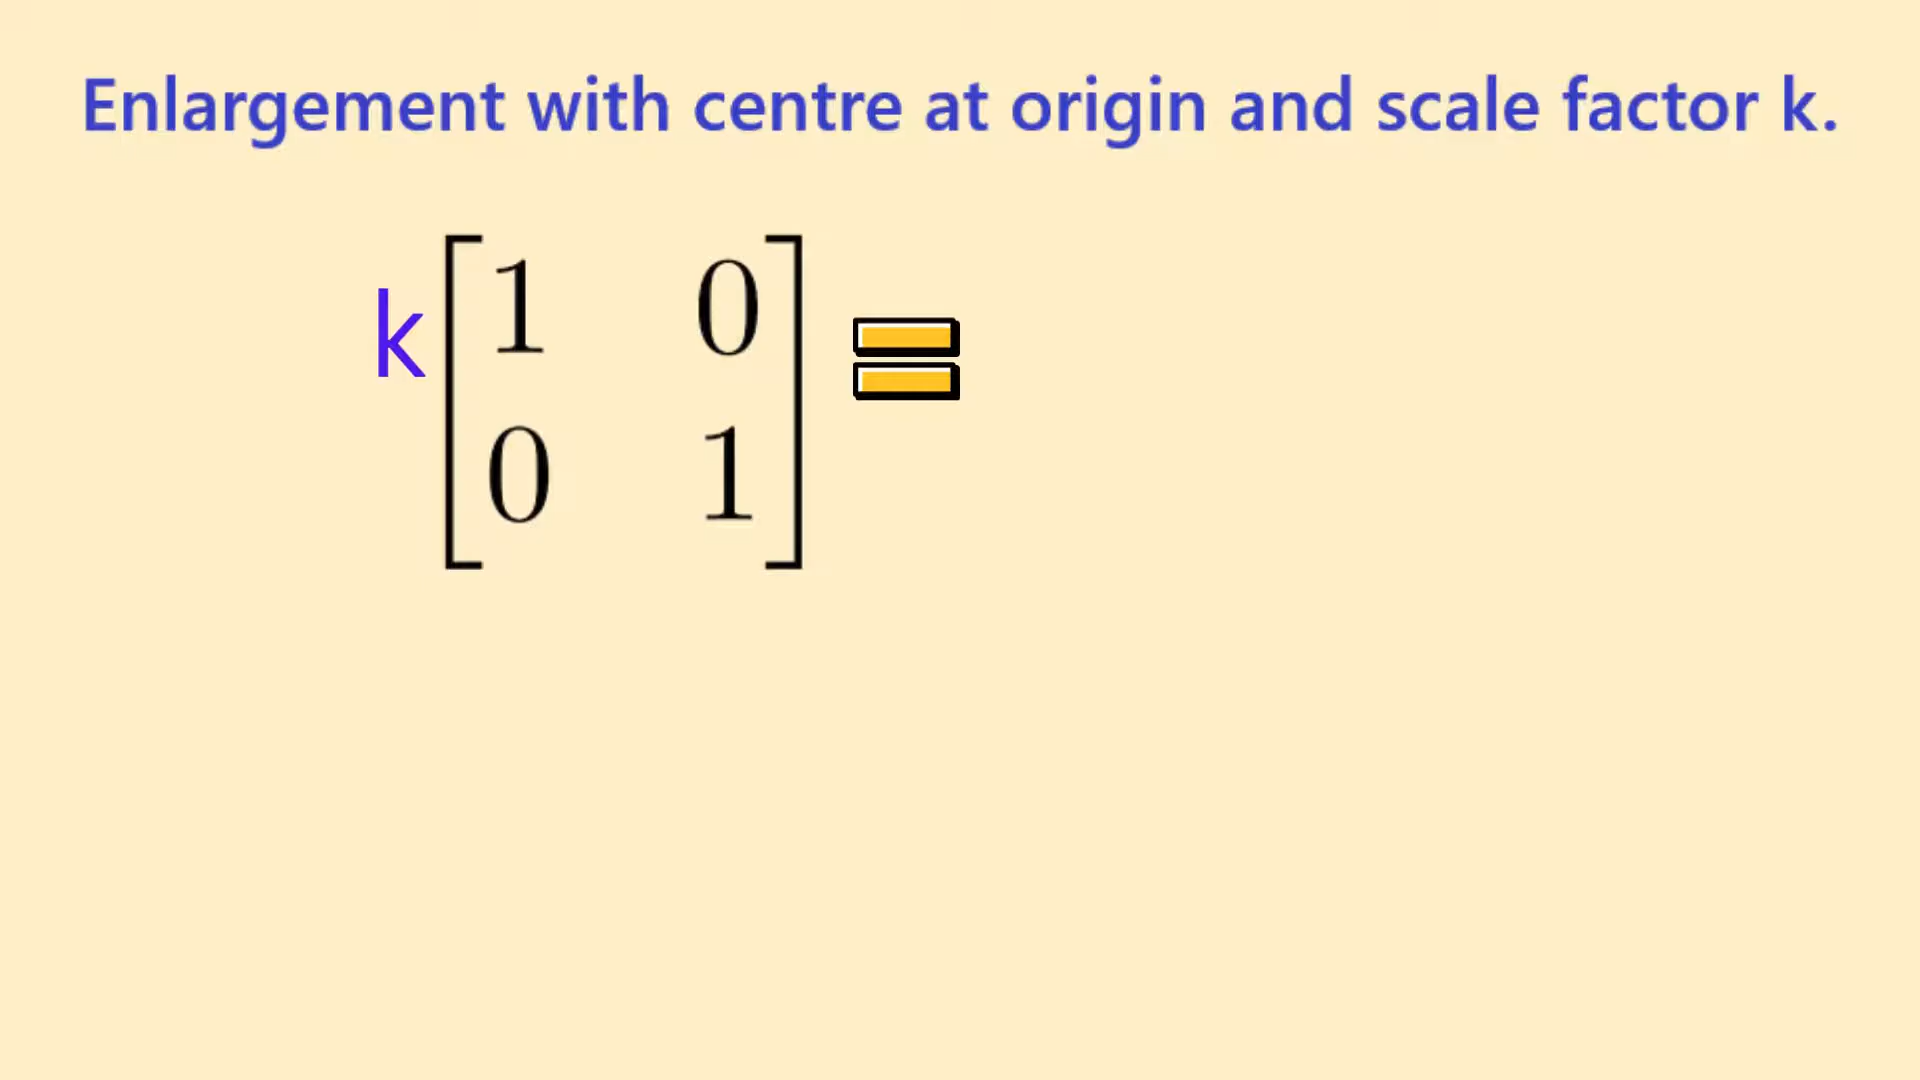 Enlargement with centre at origin and scale factor k.
k [1 0] =
[0 1]